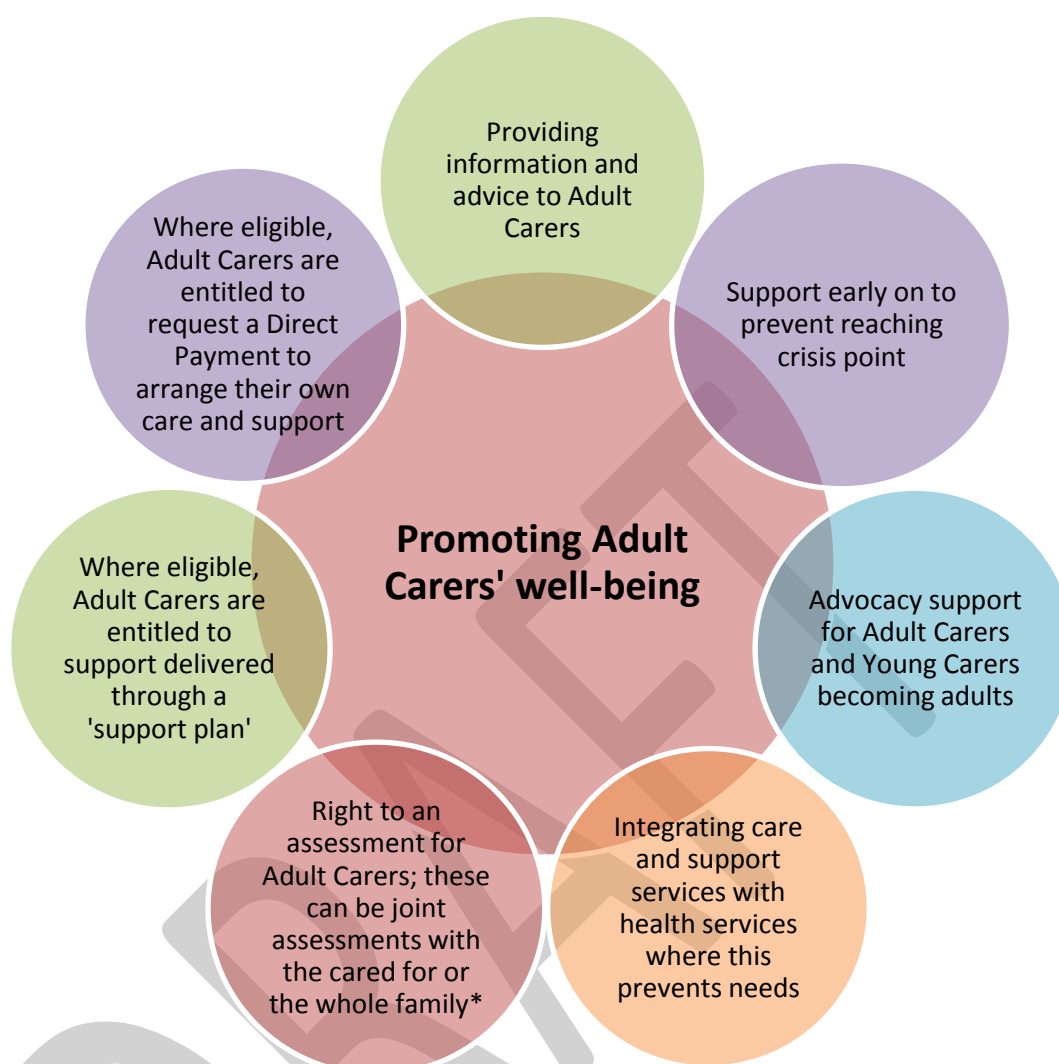 Providing
information and
advice to Adult
Carers
Support early on to
prevent reaching
crisis point
Advocacy support
for Adult Carers
and Young Carers
becoming adults
Integrating care
and support
services with
health services
where this
prevents needs
Right to an
assessment for
Adult Carers; these
can be joint
assessments with
the cared for or
the whole family*
Where eligible,
Adult Carers are
entitled to
support delivered
through a
'support plan'
Where eligible,
Adult Carers are
entitled to
request a Direct
Payment to
arrange their own
care and support
Promoting Adult
Carers' well-being
DRAFT